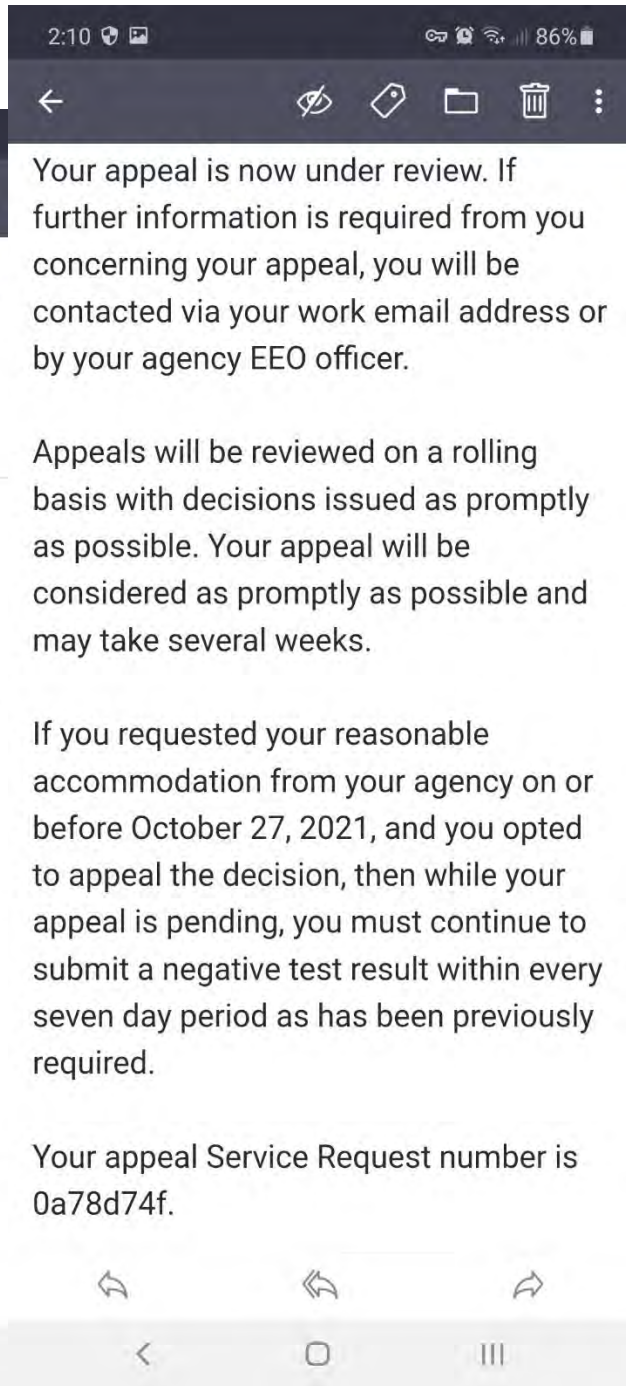 2:10 86%
Your appeal is now under review. If
further information is required from you
concerning your appeal, you will be
contacted via your work email address or
by your agency EEO officer.
Appeals will be reviewed on a rolling
basis with decisions issued as promptly
as possible. Your appeal will be
considered as promptly as possible and
may take several weeks.
If you requested your reasonable
accommodation from your agency on or
before October 27, 2021, and you opted
to appeal the decision, then while your
appeal is pending, you must continue to
submit a negative test result within every
seven day period as has been previously
required.
Your appeal Service Request number is
0a78d74f.